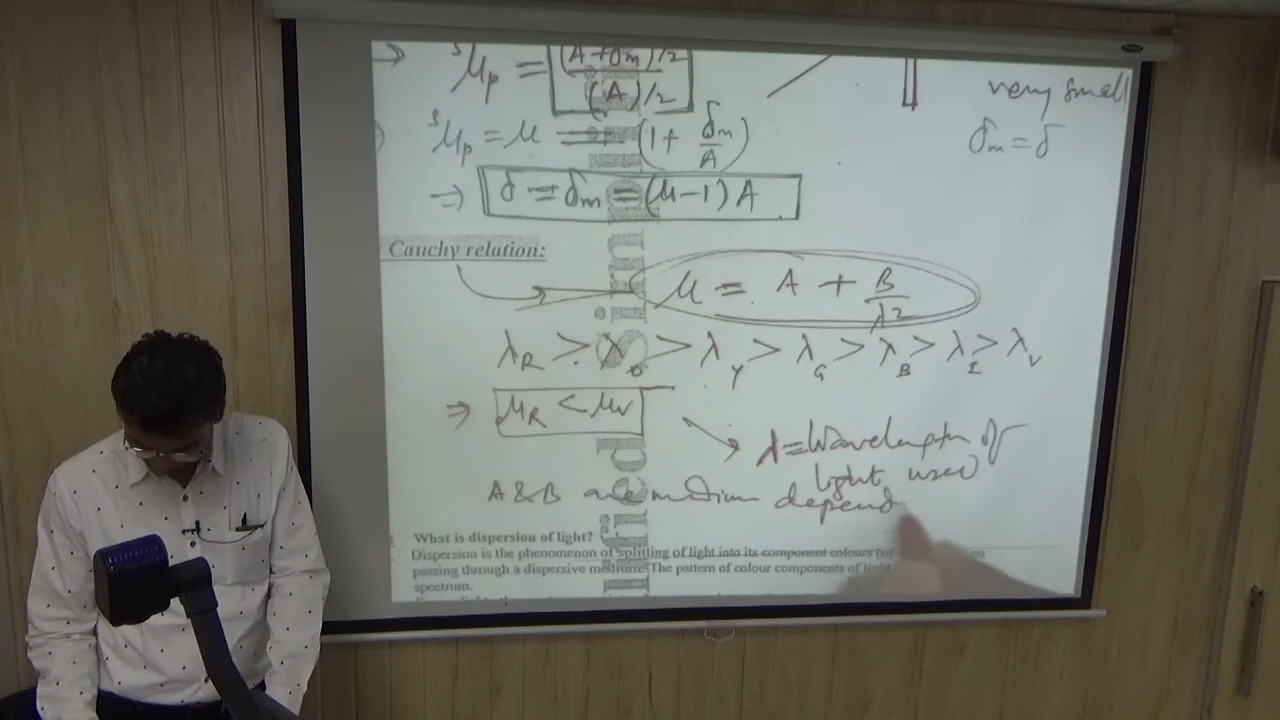 ⇒ ˢμₚ = (A+δm)/2 / (A)/2
very small
ˢμₚ = μ = (1 + δm/A)
δm = δ
⇒ δ = δm = (μ-1) A
Cauchy relation:
μ = A + B/λ²
λR > λo > λY > λG > λB > λI > λV
⇒ μR < μV
λ = Wavelength of
light used
A & B are medium depend
What is dispersion of light?
Dispersion is the phenomenon of splitting of light into its component colours
passing through a dispersive medium. The pattern of colour components of light
spectrum.